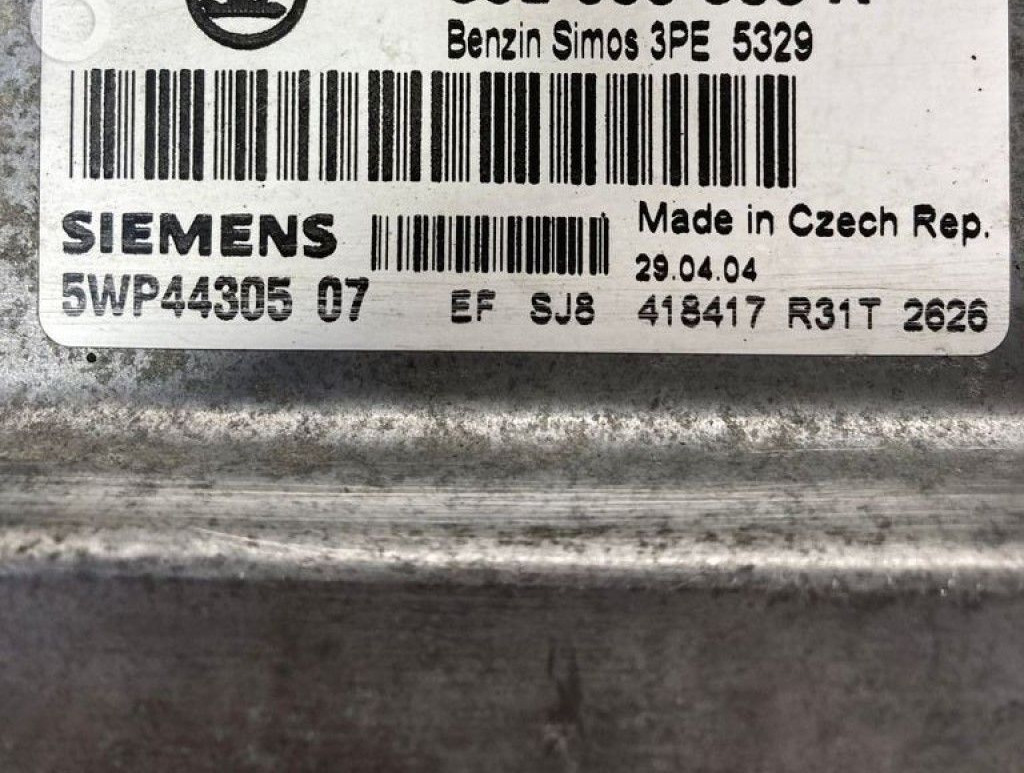 Benzin Simos 3PE 5329
SIEMENS
Made in Czech Rep.
29.04.04
5WP44305 07 EF SJ8 418417 R31T 2626